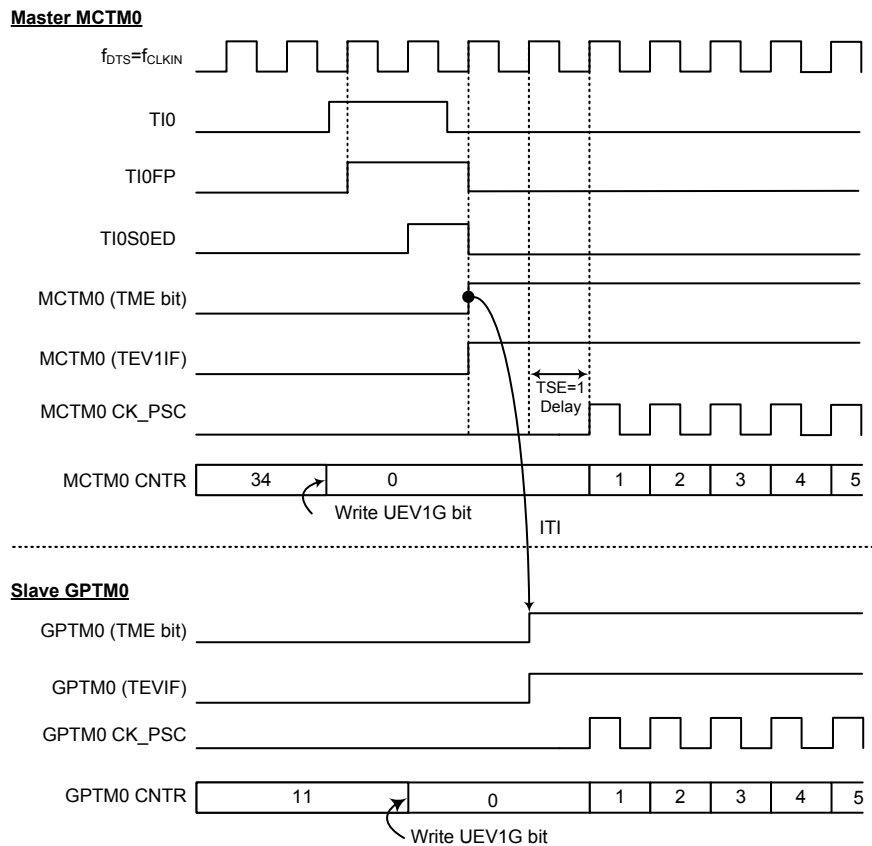 Master MCTM0
fDTS=fCLKIN
TI0
TI0FP
TI0S0ED
MCTM0 (TME bit)
MCTM0 (TEV1IF)
TSE=1
Delay
MCTM0 CK_PSC
MCTM0 CNTR 34 0 1 2 3 4 5
Write UEV1G bit
ITI
Slave GPTM0
GPTM0 (TME bit)
GPTM0 (TEVIF)
GPTM0 CK_PSC
GPTM0 CNTR 11 0 1 2 3 4 5
Write UEV1G bit